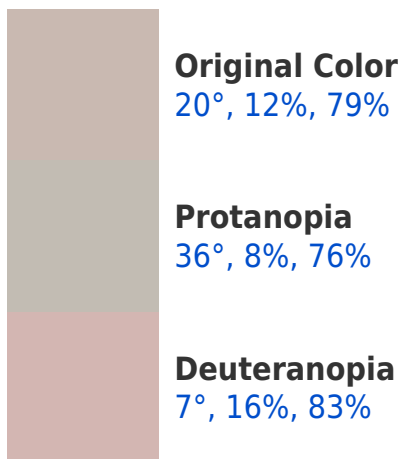 Original Color
20°, 12%, 79%
Protanopia
36°, 8%, 76%
Deuteranopia
7°, 16%, 83%